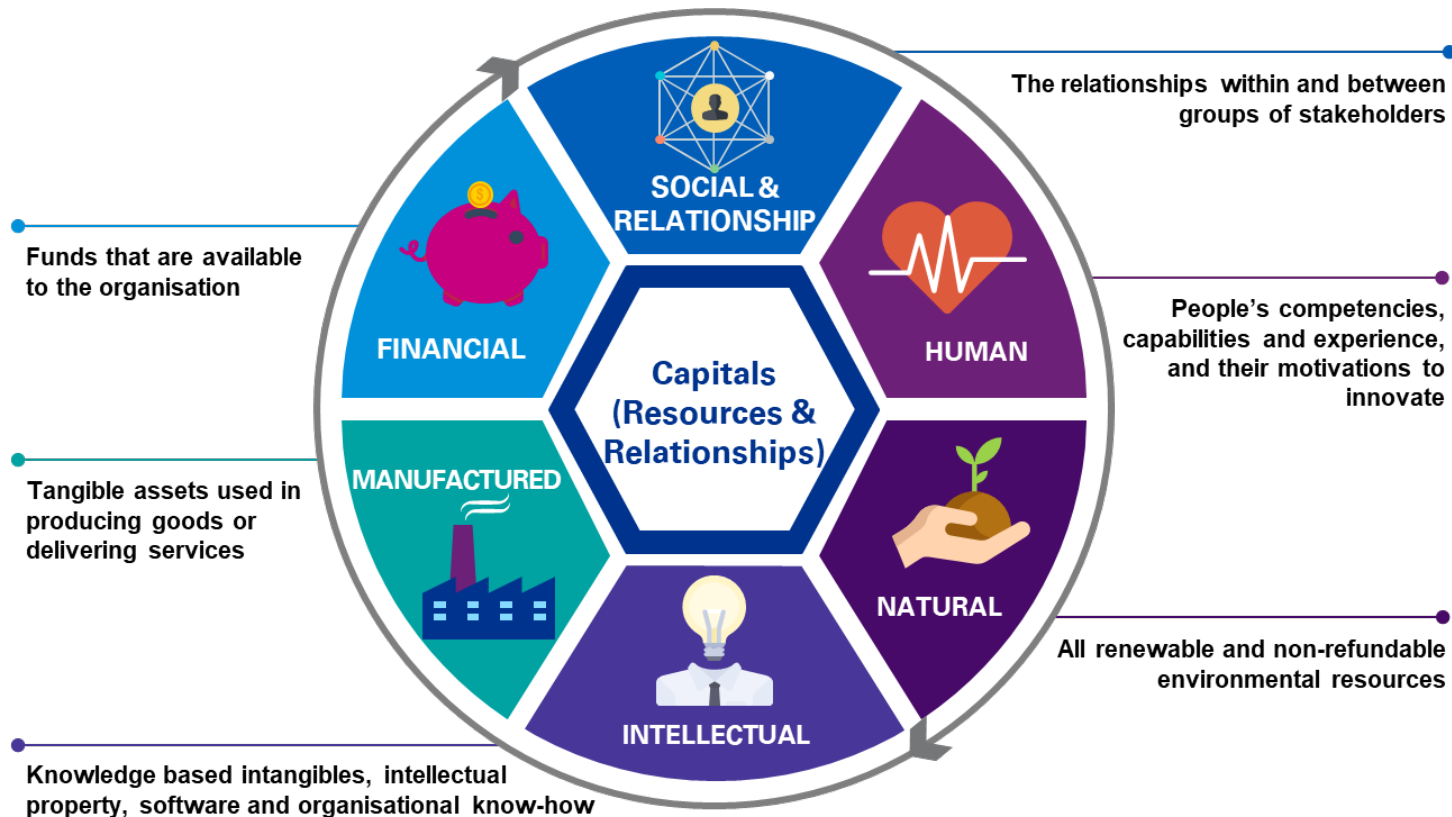 SOCIAL &
RELATIONSHIP
The relationships within and between
groups of stakeholders
HUMAN
People’s competencies,
capabilities and experience,
and their motivations to
innovate
NATURAL
All renewable and non-refundable
environmental resources
INTELLECTUAL
Knowledge based intangibles, intellectual
property, software and organisational know-how
MANUFACTURED
Tangible assets used in
producing goods or
delivering services
FINANCIAL
Funds that are available
to the organisation
$
Capitals
(Resources &
Relationships)